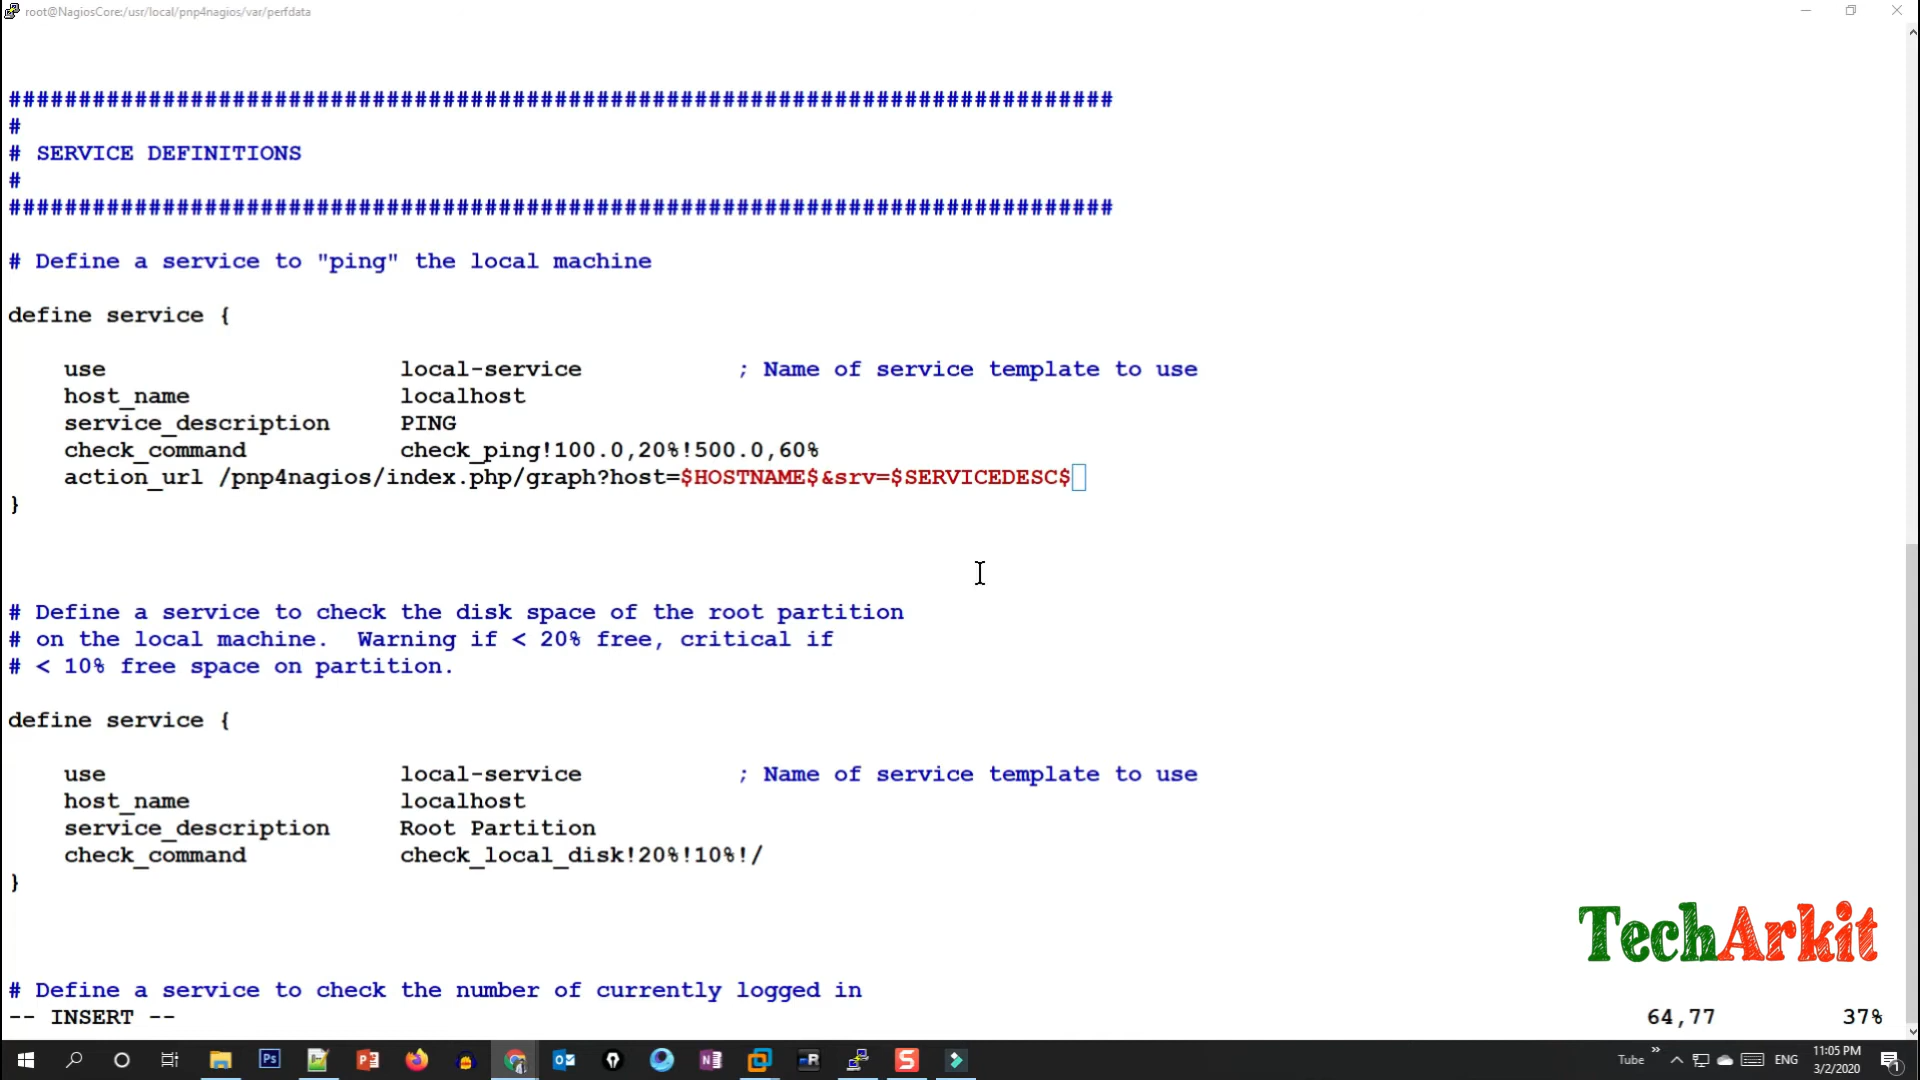 root@NagiosCore:/usr/local/pnp4nagios/var/perfdata
###############################################################################
#
# SERVICE DEFINITIONS
#
###############################################################################
# Define a service to "ping" the local machine
define service {
use local-service ; Name of service template to use
host_name localhost
service_description PING
check_command check_ping!100.0,20%!500.0,60%
action_url /pnp4nagios/index.php/graph?host=$HOSTNAME$&srv=$SERVICEDESC$
}
# Define a service to check the disk space of the root partition
# on the local machine.  Warning if < 20% free, critical if
# < 10% free space on partition.
define service {
use local-service ; Name of service template to use
host_name localhost
service_description Root Partition
check_command check_local_disk!20%!10%!/
}
TechArkit
# Define a service to check the number of currently logged in
-- INSERT -- 64,77 37%
Ps
Tube » ENG 11:05 PM
3/2/2020
1